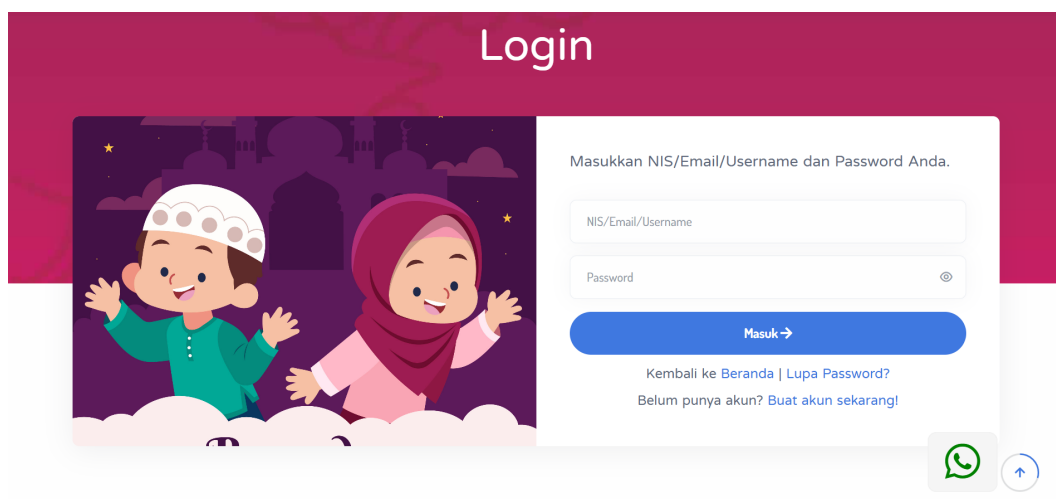 Login
Masukkan NIS/Email/Username dan Password Anda.
NIS/Email/Username
Password
Masuk→
Kembali ke Beranda | Lupa Password?
Belum punya akun? Buat akun sekarang!